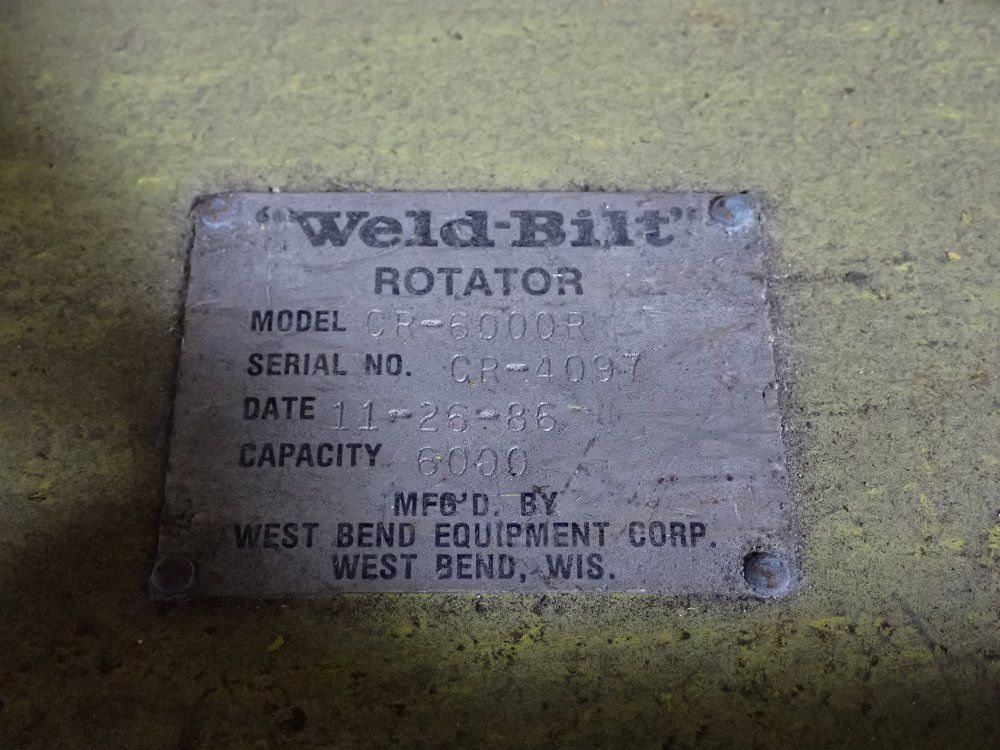 "Weld-Bilt"
ROTATOR
MODEL CR-6000R
SERIAL NO. CR-4097
DATE 11-26-86
CAPACITY 6000
MFG'D. BY
WEST BEND EQUIPMENT CORP.
WEST BEND, WIS.